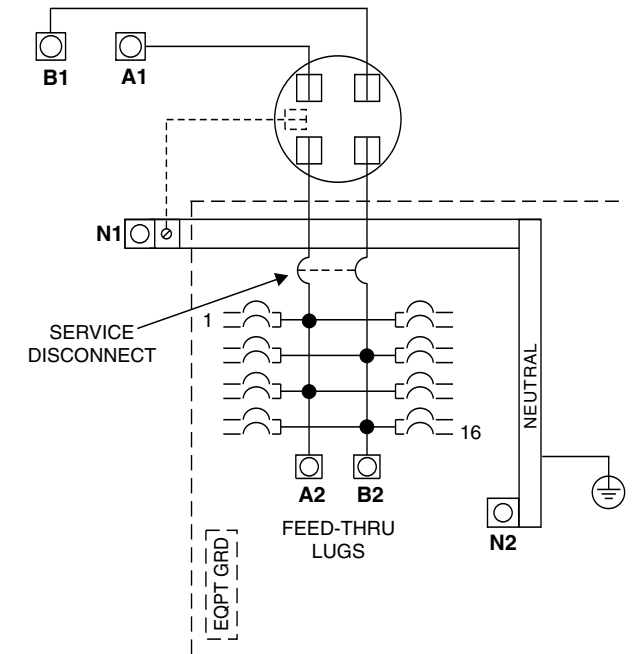 B1
A1
N1
1
SERVICE
DISCONNECT
NEUTRAL
16
A2
B2
FEED-THRU
LUGS
N2
EQPT GRD